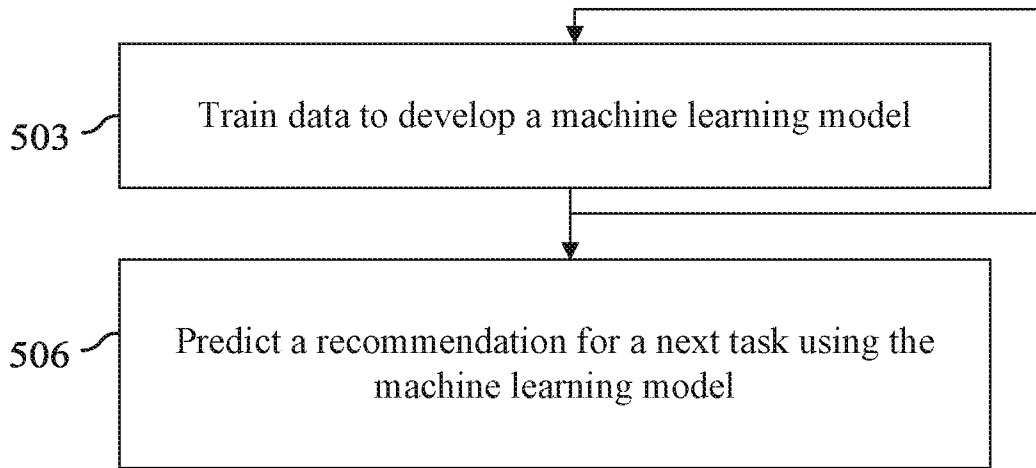 503
Train data to develop a machine learning model
506
Predict a recommendation for a next task using the
machine learning model